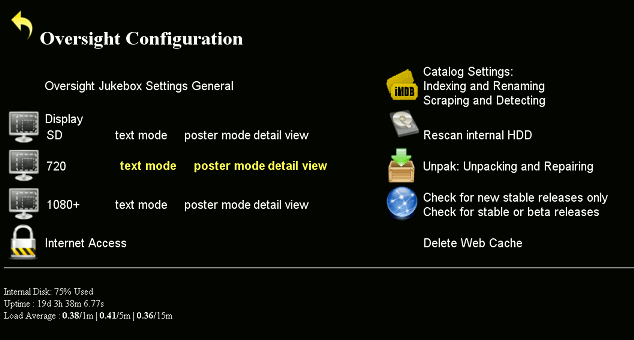 Oversight Configuration
Oversight Jukebox Settings General
Display
SD text mode poster mode detail view
720 text mode poster mode detail view
1080+ text mode poster mode detail view
Internet Access
iMDB
Catalog Settings:
Indexing and Renaming
Scraping and Detecting
Rescan internal HDD
Unpak: Unpacking and Repairing
Check for new stable releases only
Check for stable or beta releases
Delete Web Cache
Internal Disk: 75% Used
Uptime : 19d 3h 38m 6.77s
Load Average : 0.38/1m | 0.41/5m | 0.36/15m